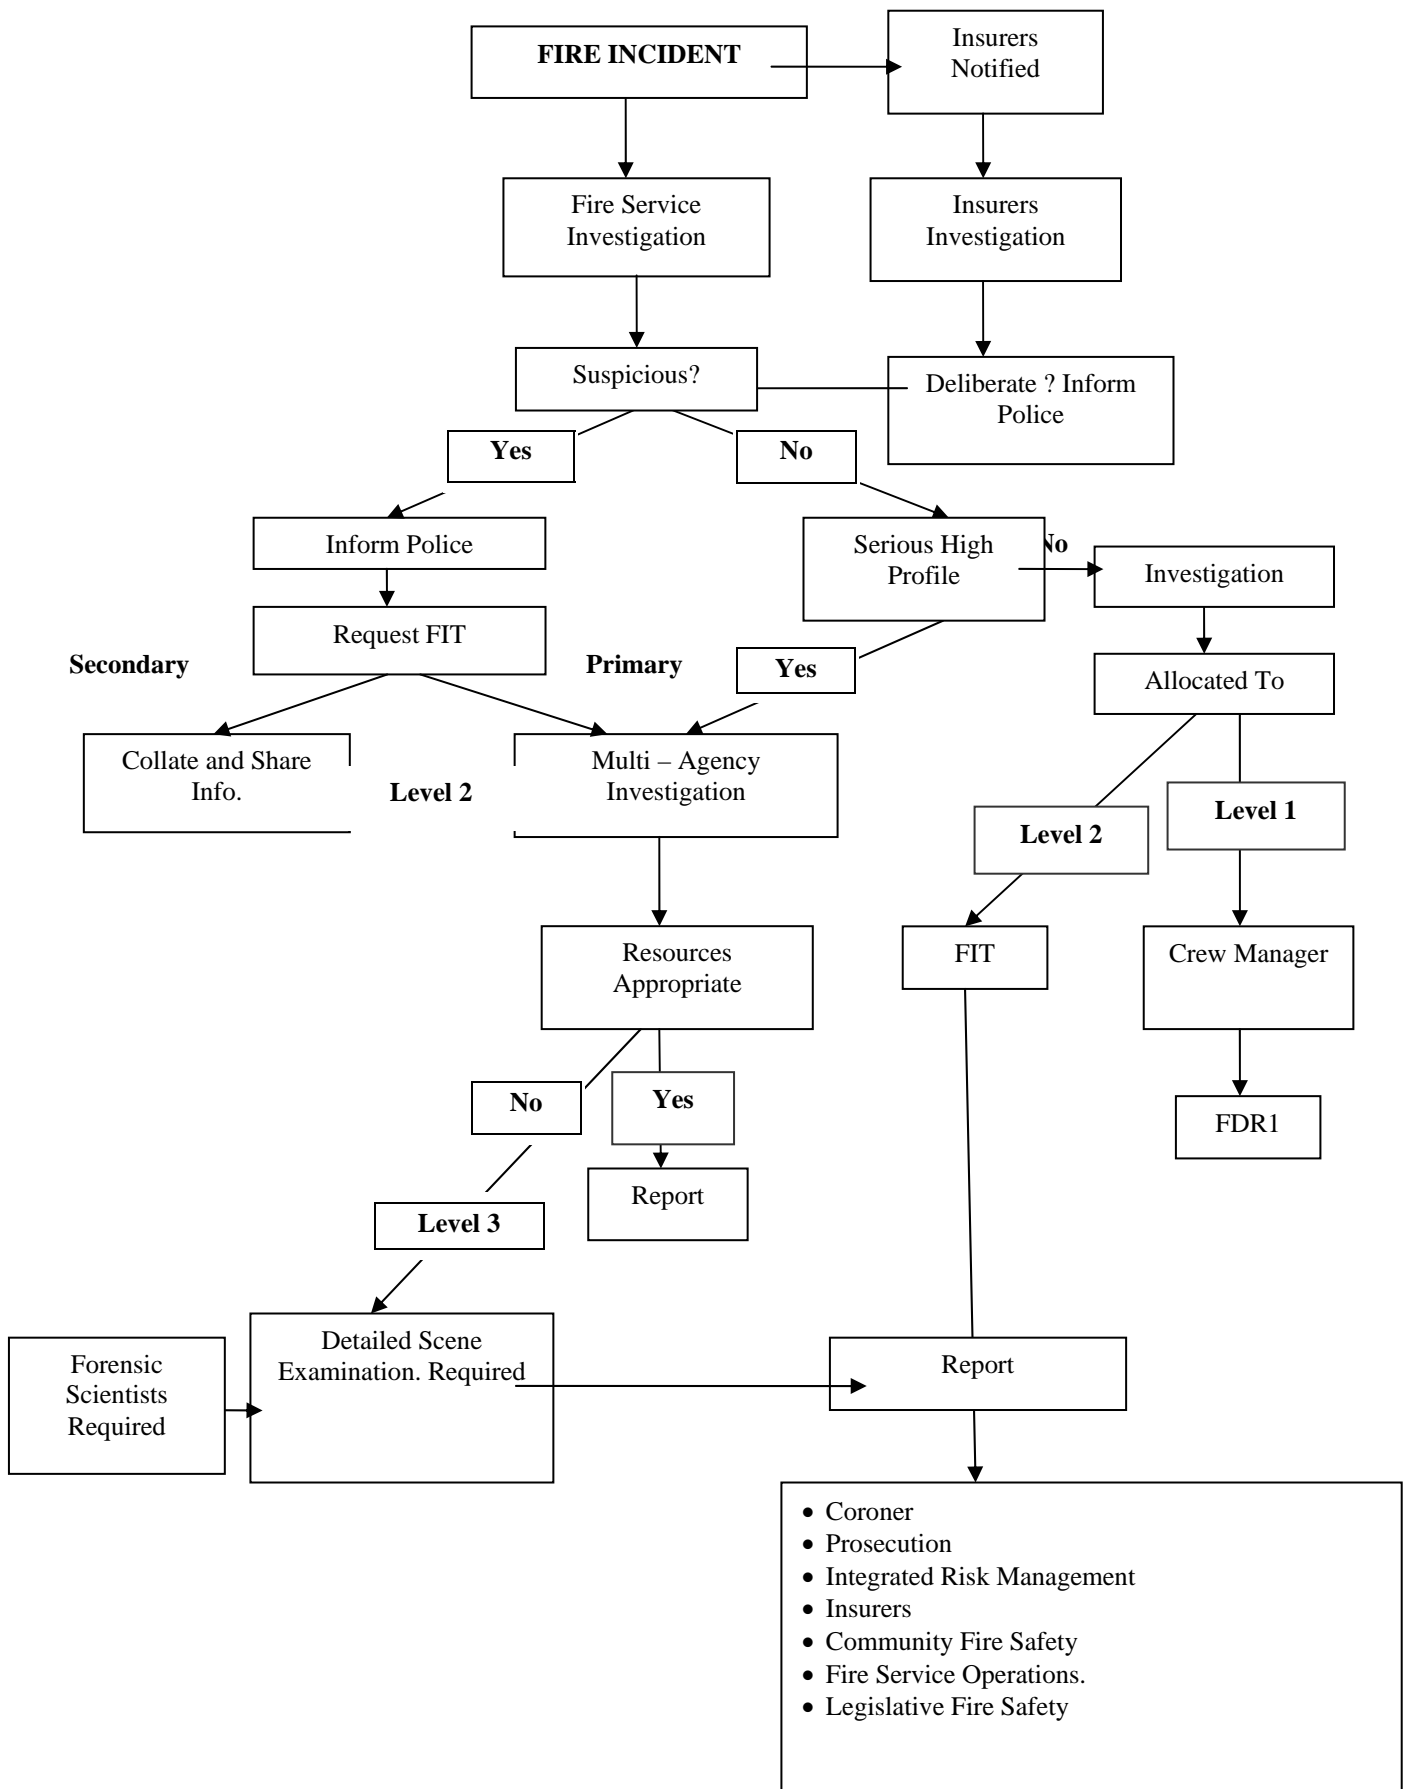 FIRE INCIDENT
Insurers
Notified
Fire Service
Investigation
Insurers
Investigation
Suspicious?
Deliberate ? Inform
Police
Yes
No
Inform Police
Serious High
Profile
No
Investigation
Request FIT
Secondary
Primary
Yes
Allocated To
Collate and Share
Info.
Level 2
Multi – Agency
Investigation
Level 2
Level 1
Resources
Appropriate
FIT
Crew Manager
No
Yes
FDR1
Report
Level 3
Forensic
Scientists
Required
Detailed Scene
Examination. Required
Report
• Coroner
• Prosecution
• Integrated Risk Management
• Insurers
• Community Fire Safety
• Fire Service Operations.
• Legislative Fire Safety